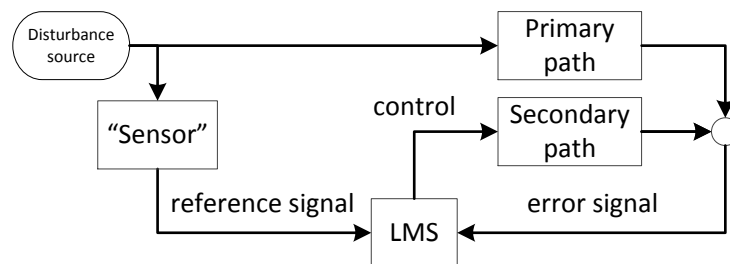 Disturbance
source
Primary
path
"Sensor"
control
Secondary
path
reference signal
LMS
error signal